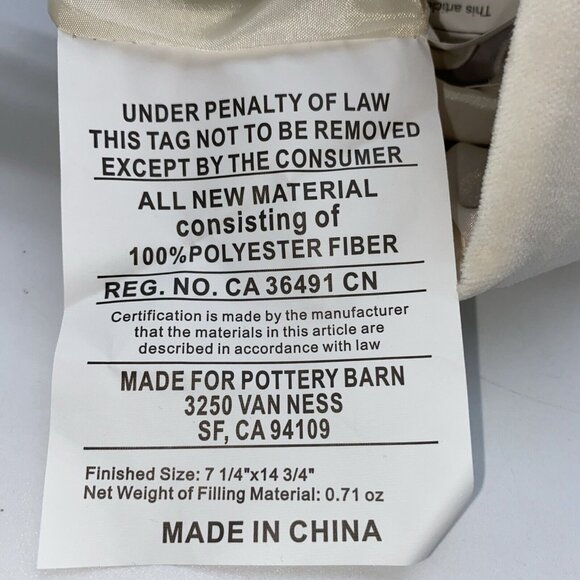 This artic
UNDER PENALTY OF LAW
THIS TAG NOT TO BE REMOVED
EXCEPT BY THE CONSUMER
ALL NEW MATERIAL
consisting of
100%POLYESTER FIBER
REG. NO. CA 36491 CN
Certification is made by the manufacturer
that the materials in this article are
described in accordance with law
MADE FOR POTTERY BARN
3250 VAN NESS
SF, CA 94109
Finished Size: 7 1/4"x14 3/4"
Net Weight of Filling Material: 0.71 oz
MADE IN CHINA